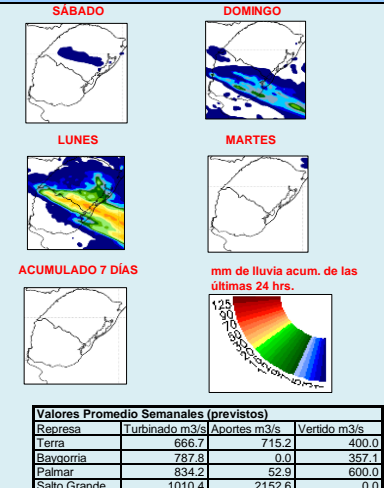 SÁBADO
DOMINGO
LUNES
MARTES
ACUMULADO 7 DÍAS
mm de lluvia acum. de las
últimas 24 hrs.
125
90
70
Valores Promedio Semanales (previstos)
Represa Turbinado m3/s Aportes m3/s Vertido m3/s
Terra 666.7 715.2 400.0
Baygorria 787.8 0.0 357.1
Palmar 834.2 52.9 600.0
Salto Grande 1010.4 2152.6 0.0